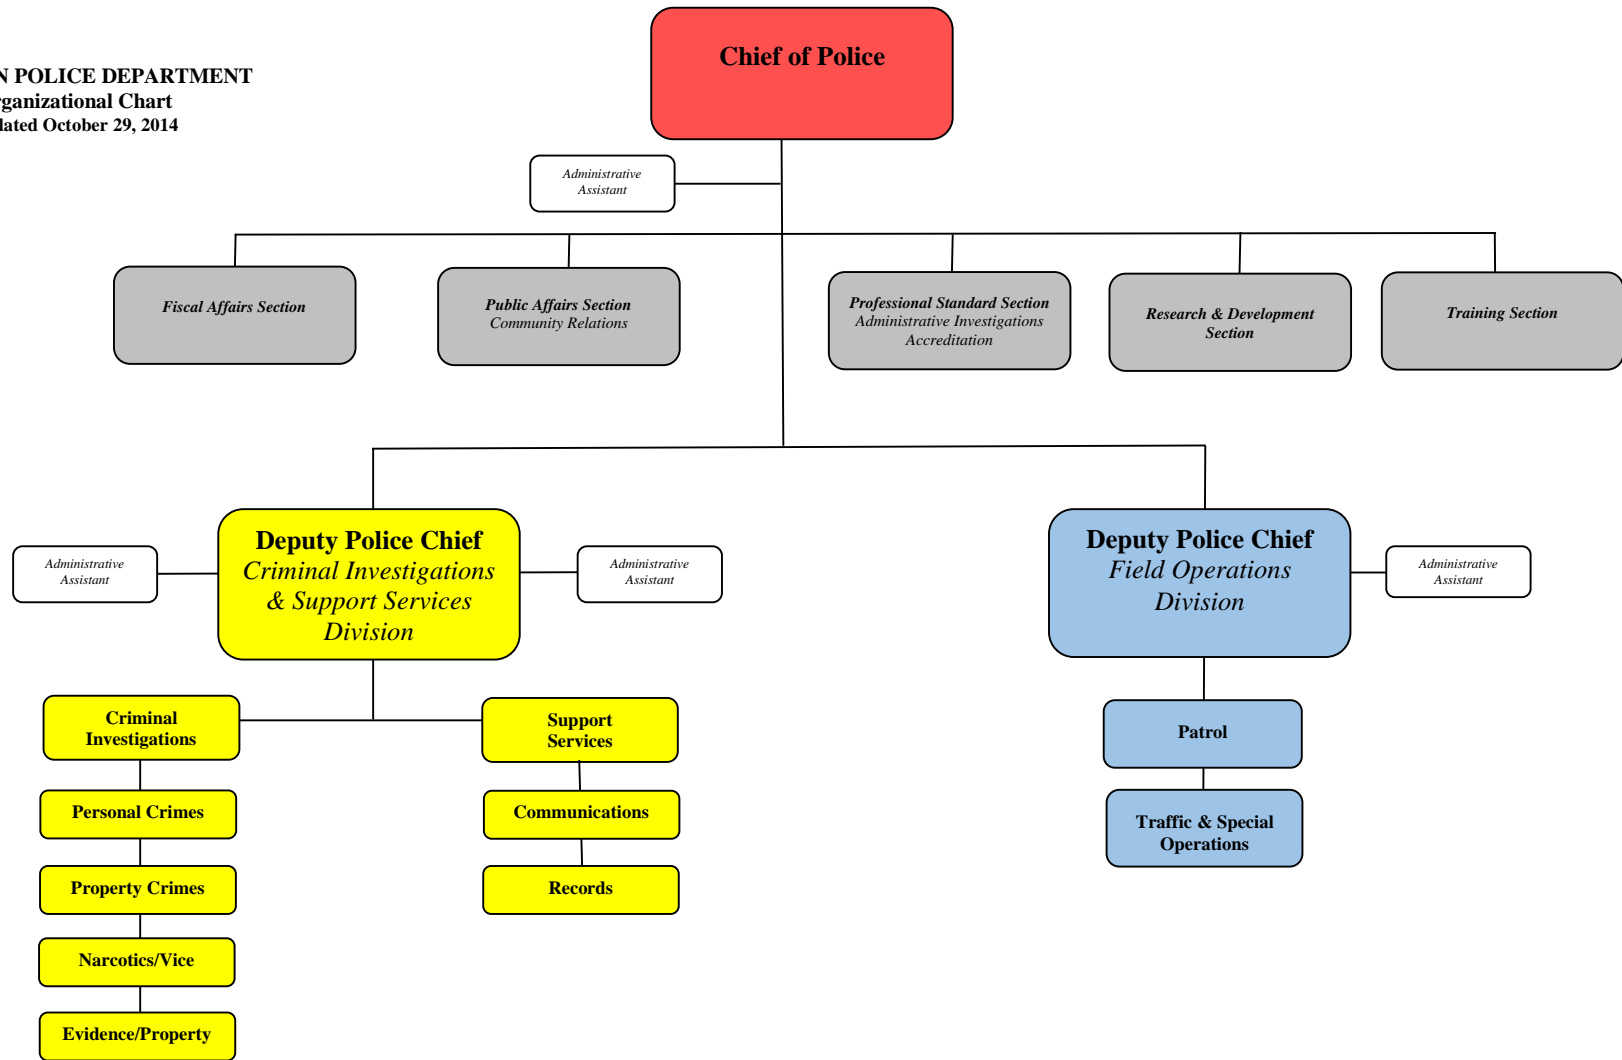 Chief of Police
N POLICE DEPARTMENT
rganizational Chart
lated October 29, 2014
Administrative
Assistant
Fiscal Affairs Section
Public Affairs Section
Community Relations
Professional Standard Section
Administrative Investigations
Accreditation
Research & Development
Section
Training Section
Administrative
Assistant
Deputy Police Chief
Criminal Investigations
& Support Services
Division
Administrative
Assistant
Deputy Police Chief
Field Operations
Division
Administrative
Assistant
Criminal
Investigations
Support
Services
Patrol
Personal Crimes
Communications
Traffic & Special
Operations
Property Crimes
Records
Narcotics/Vice
Evidence/Property